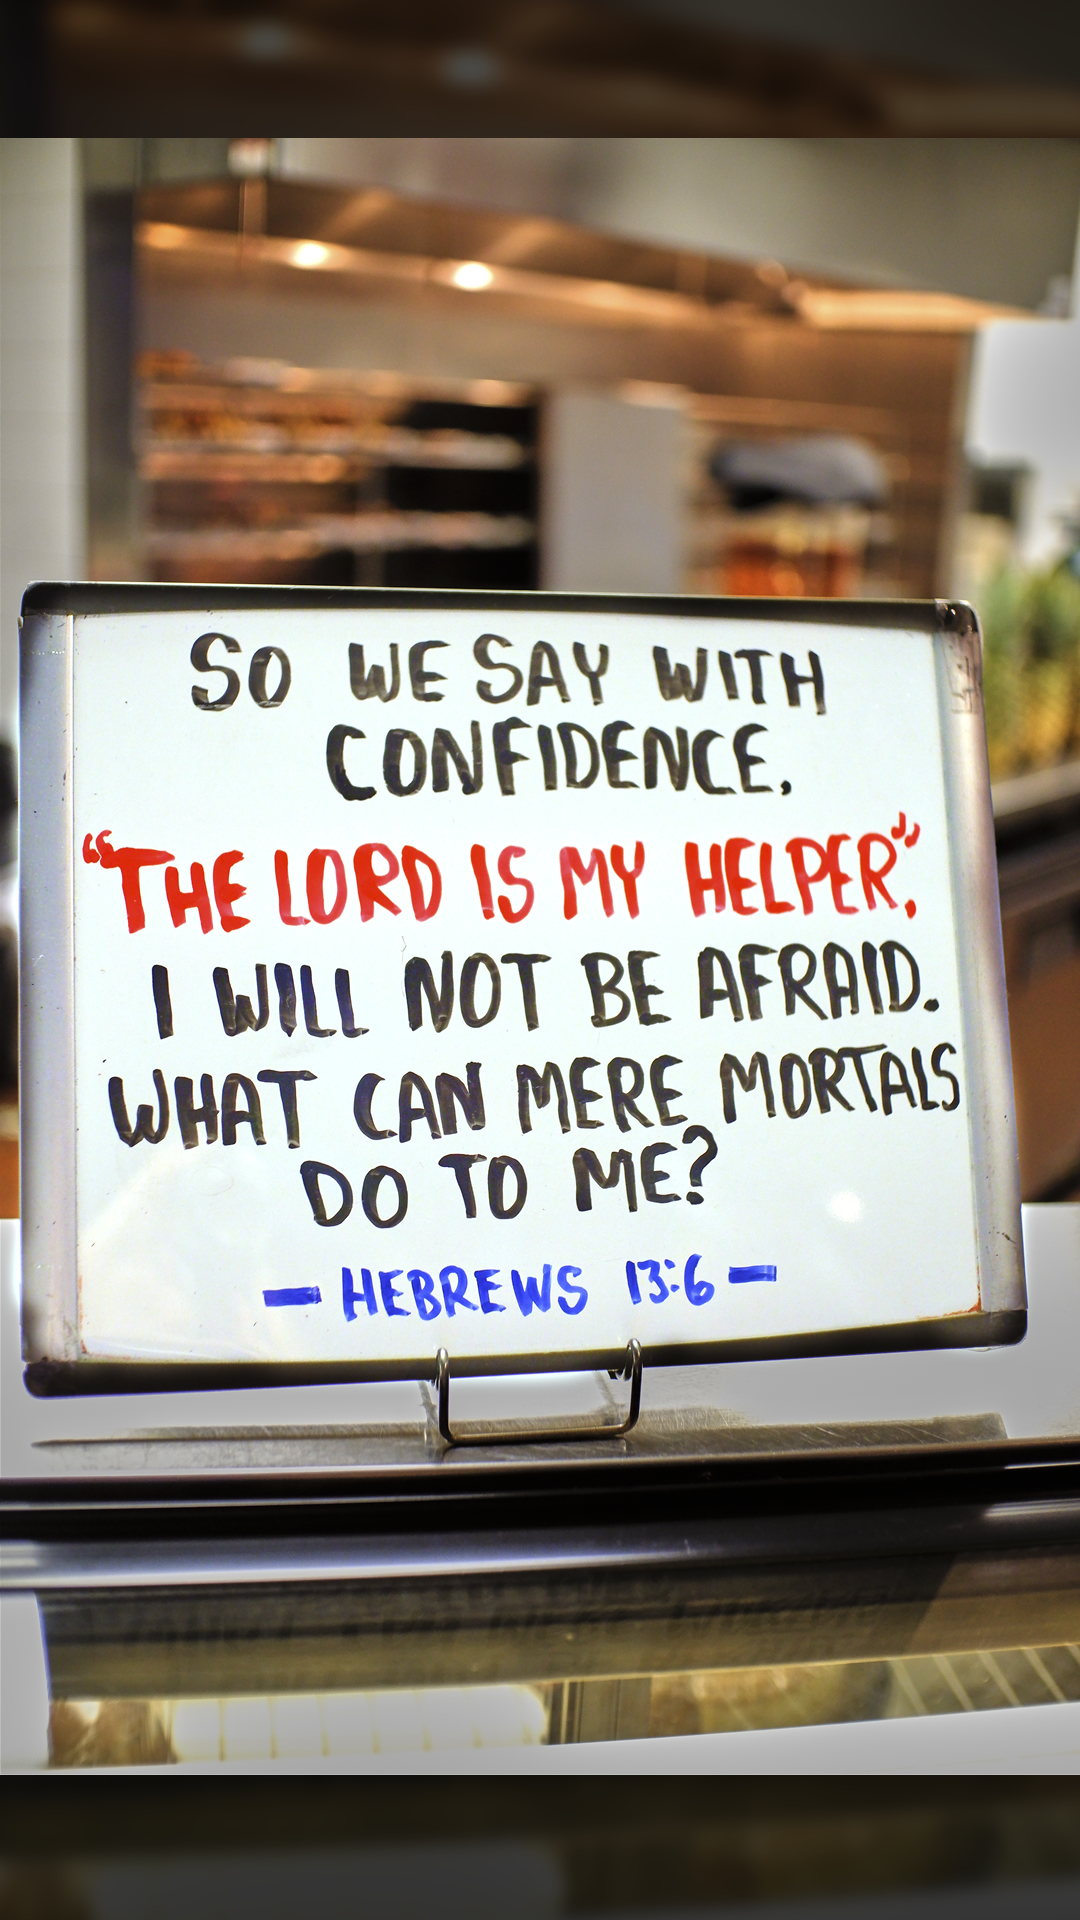 SO WE SAY WITH
CONFIDENCE,
“THE LORD IS MY HELPER”,
I WILL NOT BE AFRAID.
WHAT CAN MERE MORTALS
DO TO ME?
— HEBREWS 13:6 —